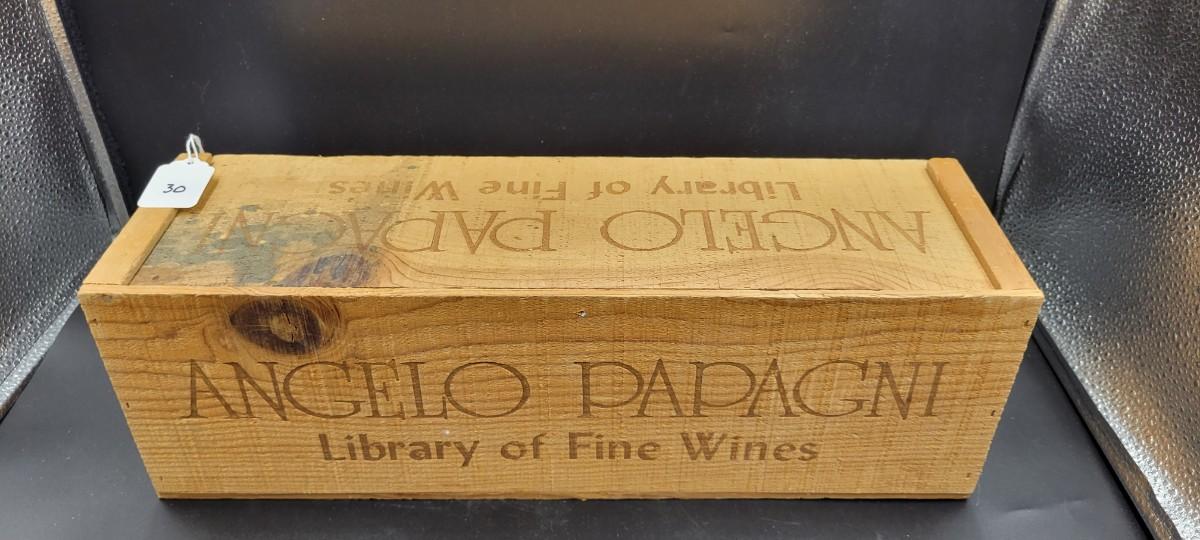 30
Library of Fine Wines
ANGELO PAPAGNI
ANGELO PAPAGNI
Library of Fine Wines